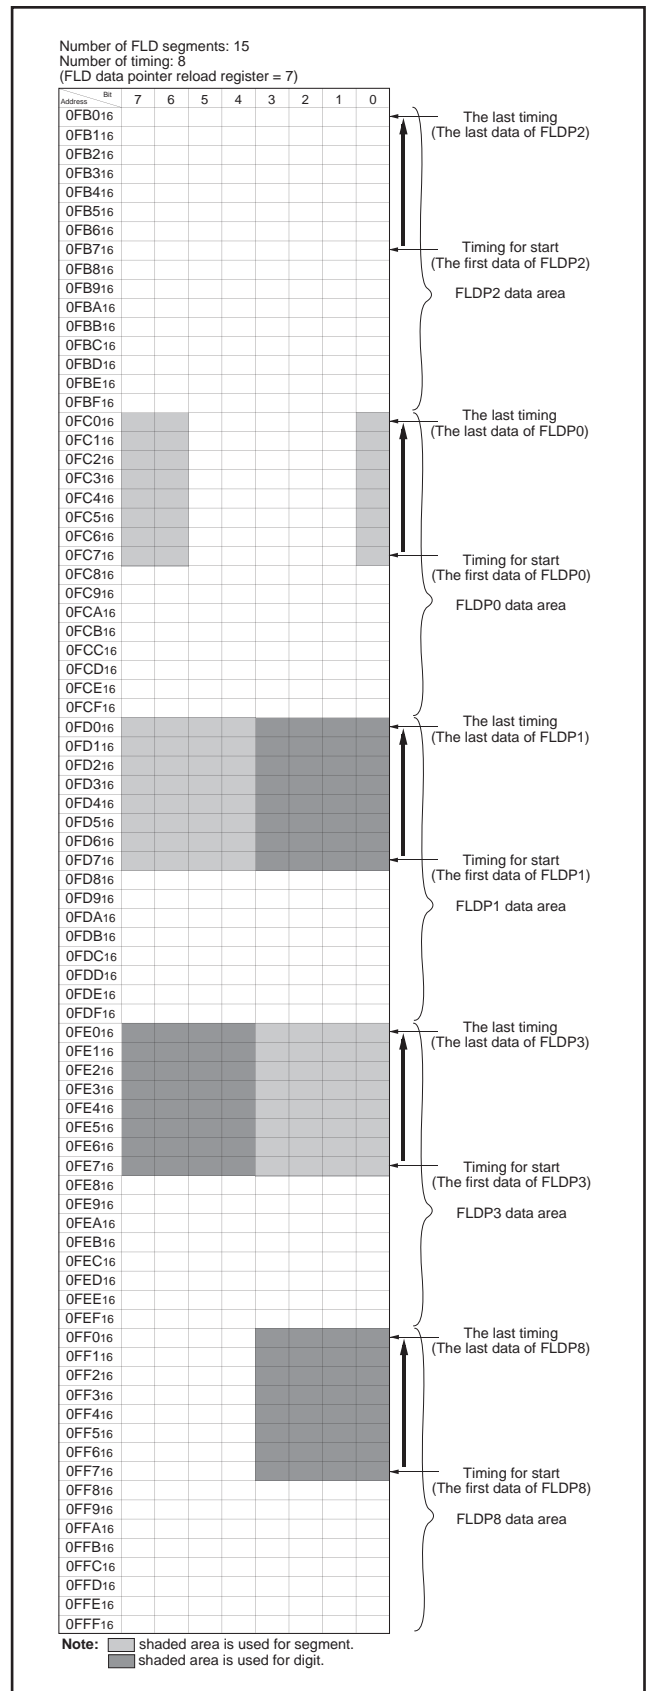 Number of FLD segments: 15
Number of timing: 8
(FLD data pointer reload register = 7)
Bit
Address
7 6 5 4 3 2 1 0
0FB016
0FB116
0FB216
0FB316
0FB416
0FB516
0FB616
0FB716
0FB816
0FB916
0FBA16
0FBB16
0FBC16
0FBD16
0FBE16
0FBF16
The last timing
(The last data of FLDP2)
Timing for start
(The first data of FLDP2)
FLDP2 data area
0FC016
0FC116
0FC216
0FC316
0FC416
0FC516
0FC616
0FC716
0FC816
0FC916
0FCA16
0FCB16
0FCC16
0FCD16
0FCE16
0FCF16
The last timing
(The last data of FLDP0)
Timing for start
(The first data of FLDP0)
FLDP0 data area
0FD016
0FD116
0FD216
0FD316
0FD416
0FD516
0FD616
0FD716
0FD816
0FD916
0FDA16
0FDB16
0FDC16
0FDD16
0FDE16
0FDF16
The last timing
(The last data of FLDP1)
Timing for start
(The first data of FLDP1)
FLDP1 data area
0FE016
0FE116
0FE216
0FE316
0FE416
0FE516
0FE616
0FE716
0FE816
0FE916
0FEA16
0FEB16
0FEC16
0FED16
0FEE16
0FEF16
The last timing
(The last data of FLDP3)
Timing for start
(The first data of FLDP3)
FLDP3 data area
0FF016
0FF116
0FF216
0FF316
0FF416
0FF516
0FF616
0FF716
0FF816
0FF916
0FFA16
0FFB16
0FFC16
0FFD16
0FFE16
0FFF16
The last timing
(The last data of FLDP8)
Timing for start
(The first data of FLDP8)
FLDP8 data area
Note: shaded area is used for segment.
shaded area is used for digit.